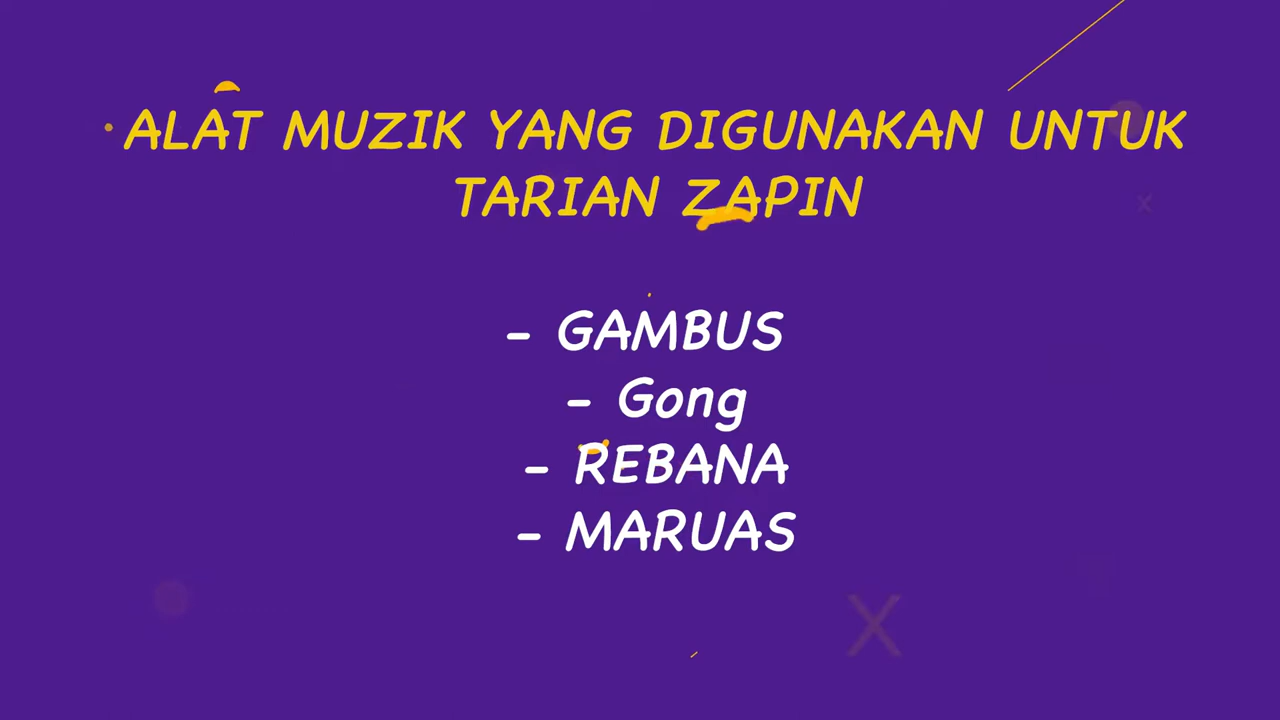 ALAT MUZIK YANG DIGUNAKAN UNTUK
TARIAN ZAPIN
- GAMBUS
- Gong
- REBANA
- MARUAS